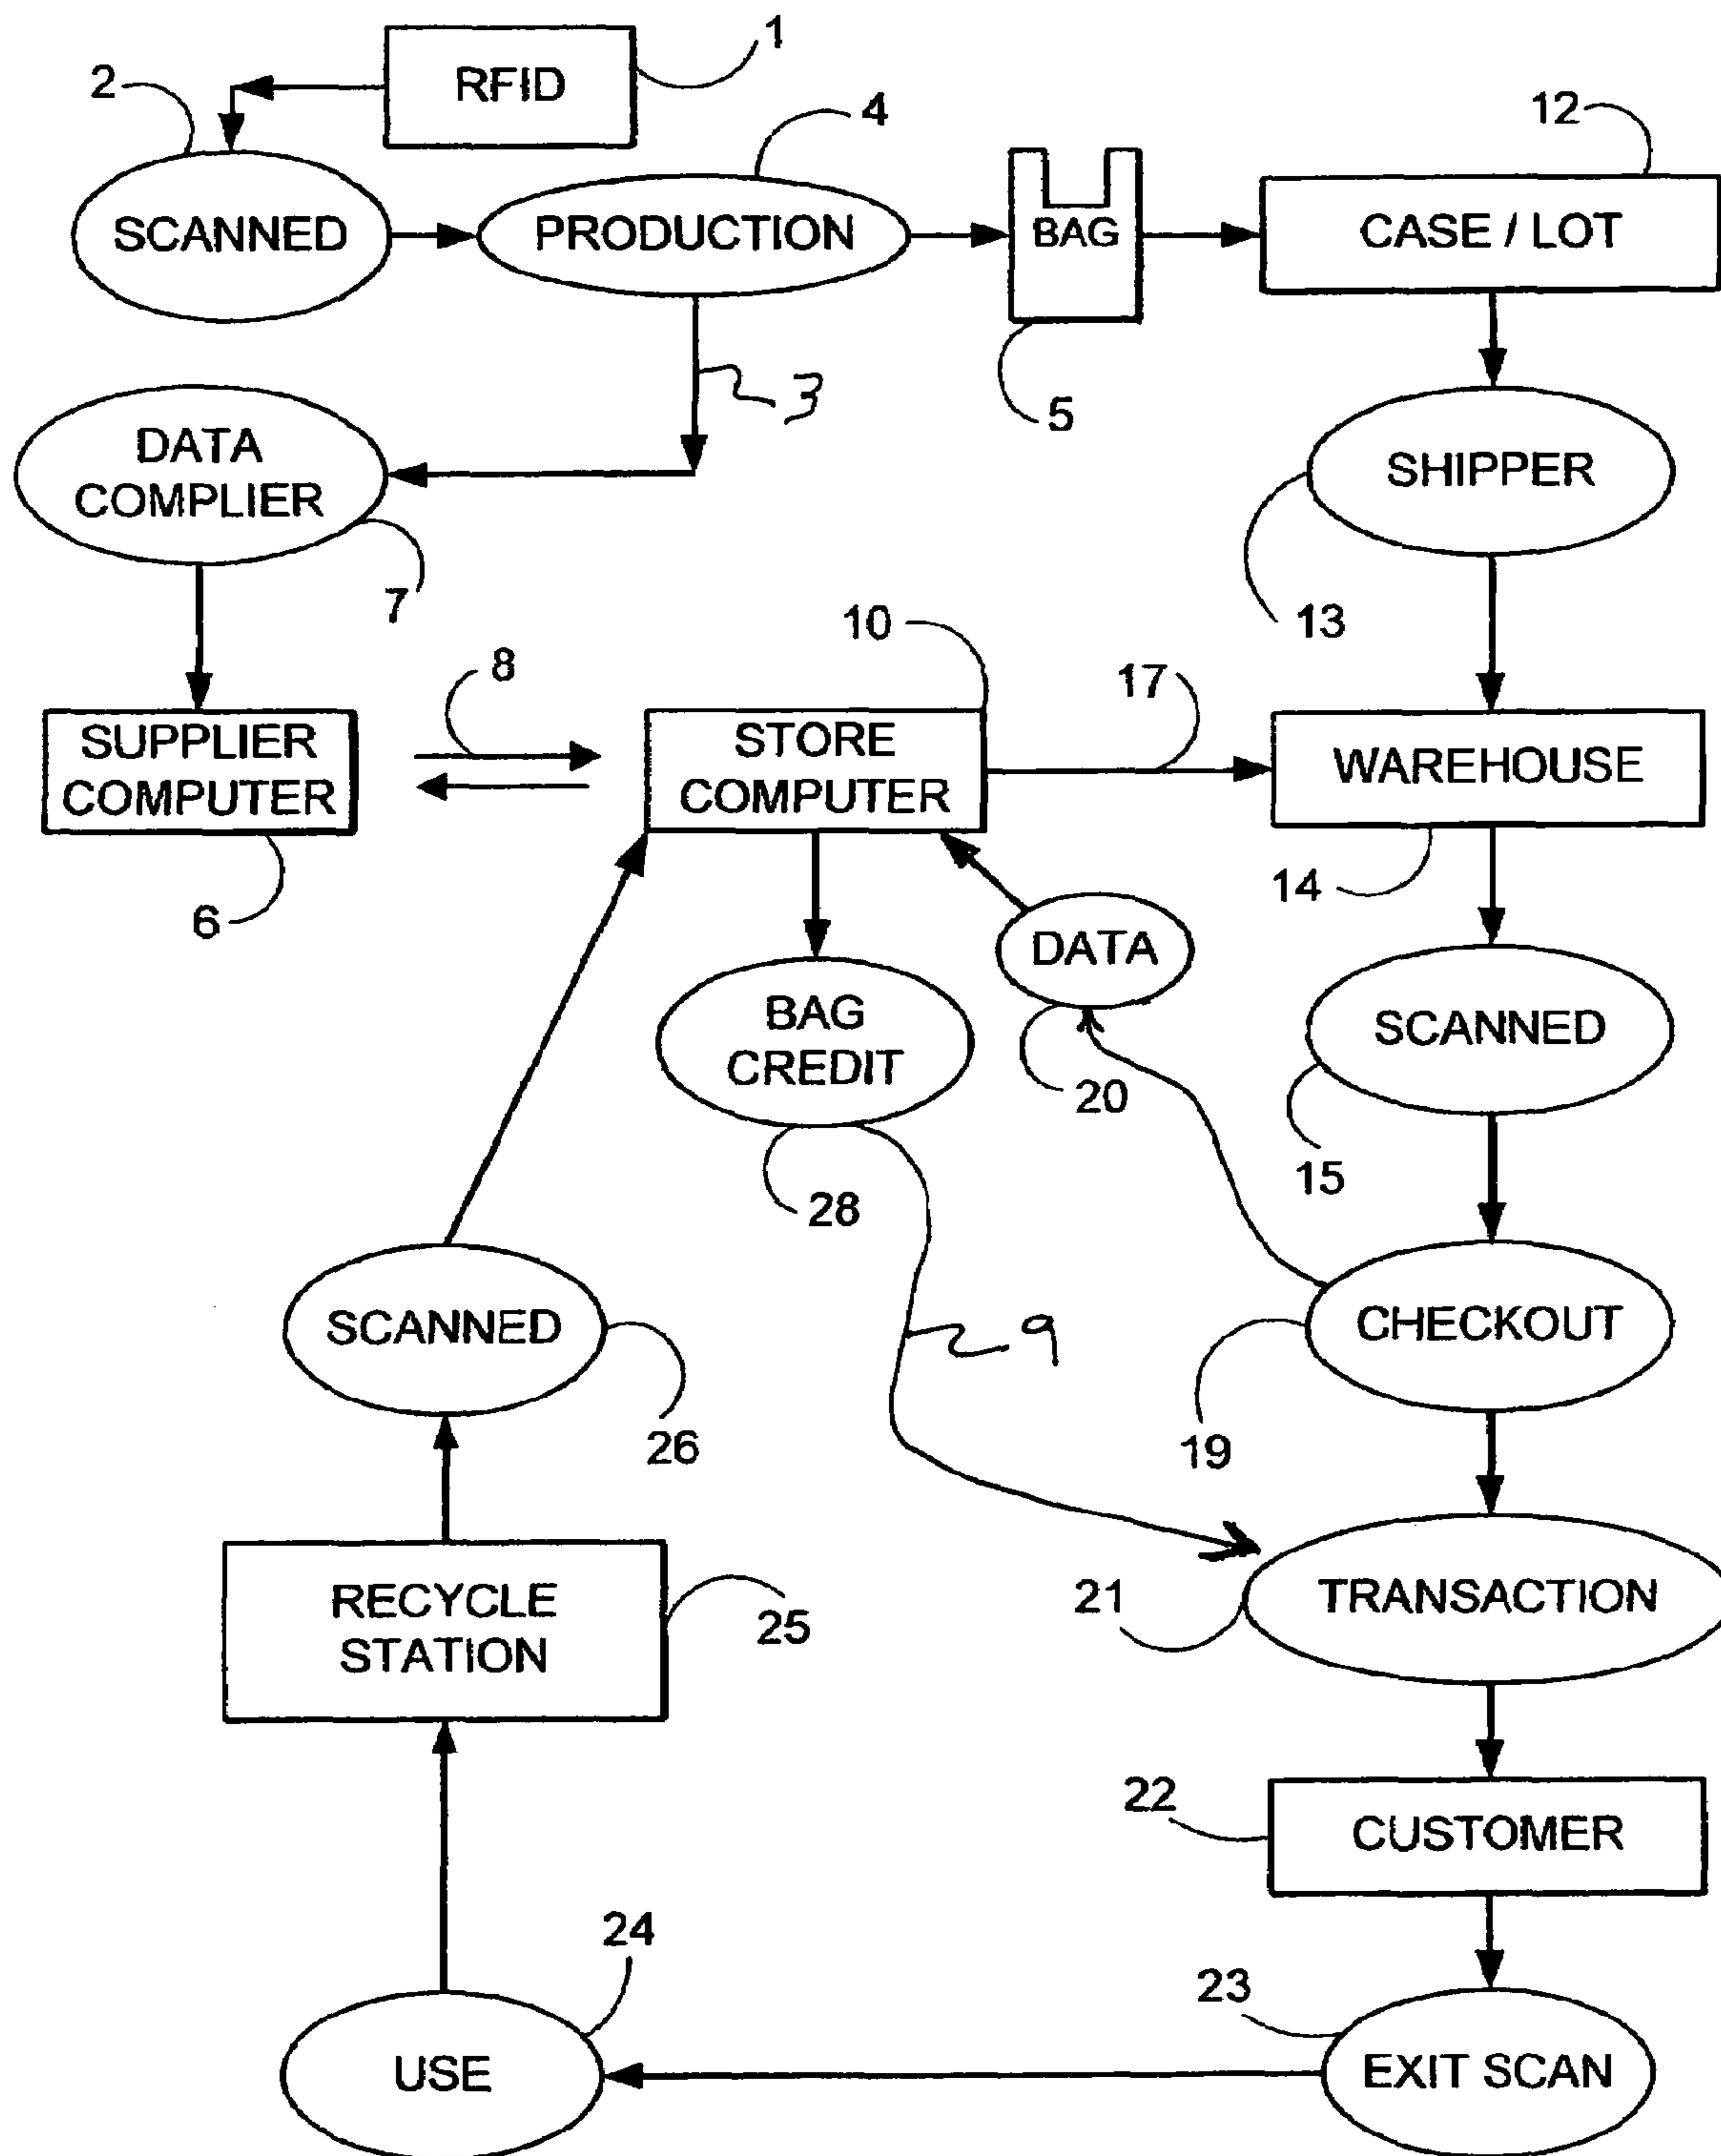 1
RFID
2
4
12
SCANNED
PRODUCTION
BAG
CASE / LOT
3
5
DATA
COMPLIER
SHIPPER
7
13
10
8
17
SUPPLIER
COMPUTER
STORE
COMPUTER
WAREHOUSE
6
14
DATA
BAG
CREDIT
SCANNED
20
15
28
SCANNED
9
CHECKOUT
26
19
RECYCLE
STATION
25
21
TRANSACTION
22
CUSTOMER
24
23
USE
EXIT SCAN